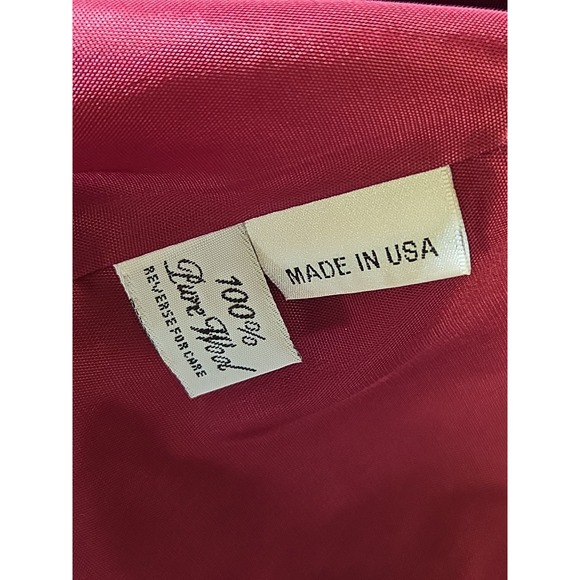 100%
Pure Wool
REVERSE FOR CARE
MADE IN USA